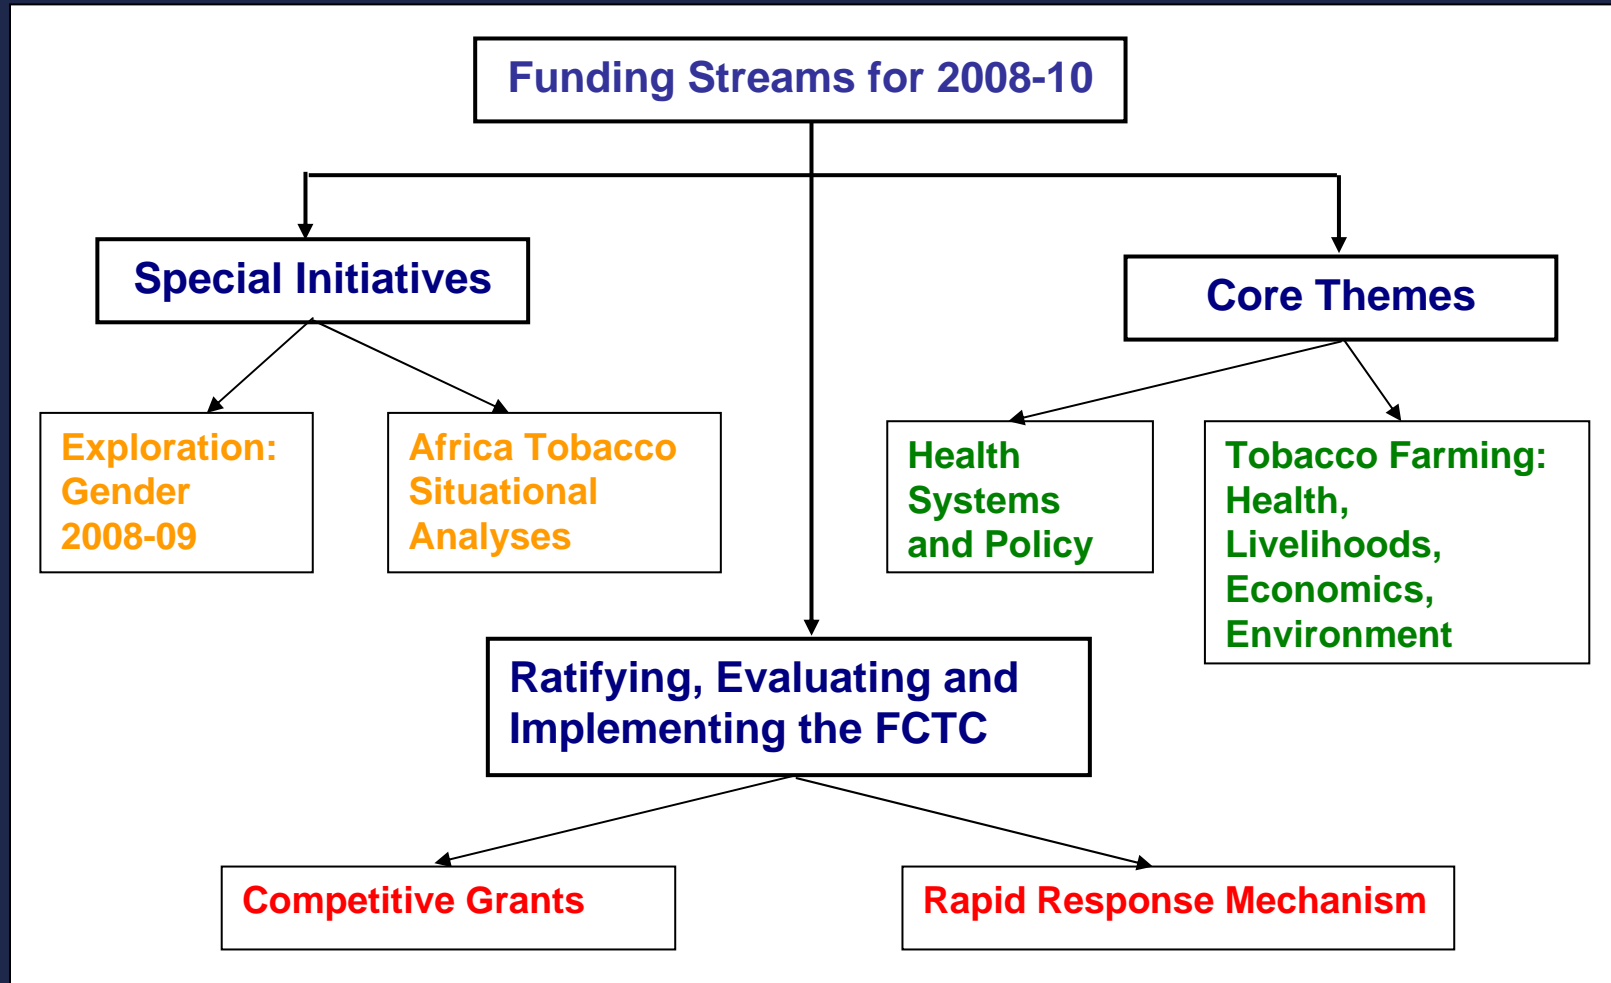 Funding Streams for 2008-10
Special Initiatives
Core Themes
Exploration:
Gender
2008-09
Africa Tobacco
Situational
Analyses
Health
Systems
and Policy
Tobacco Farming:
Health,
Livelihoods,
Economics,
Environment
Ratifying, Evaluating and
Implementing the FCTC
Competitive Grants
Rapid Response Mechanism